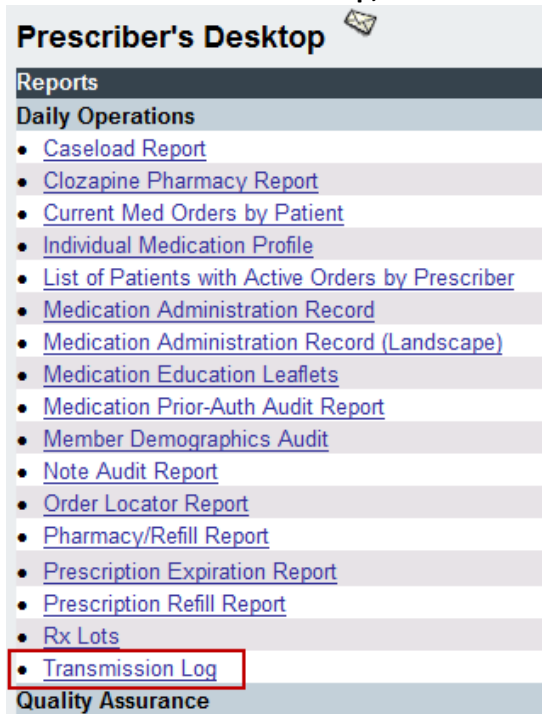 Prescriber's Desktop
Reports
Daily Operations
• Caseload Report
• Clozapine Pharmacy Report
• Current Med Orders by Patient
• Individual Medication Profile
• List of Patients with Active Orders by Prescriber
• Medication Administration Record
• Medication Administration Record (Landscape)
• Medication Education Leaflets
• Medication Prior-Auth Audit Report
• Member Demographics Audit
• Note Audit Report
• Order Locator Report
• Pharmacy/Refill Report
• Prescription Expiration Report
• Prescription Refill Report
• Rx Lots
• Transmission Log
Quality Assurance